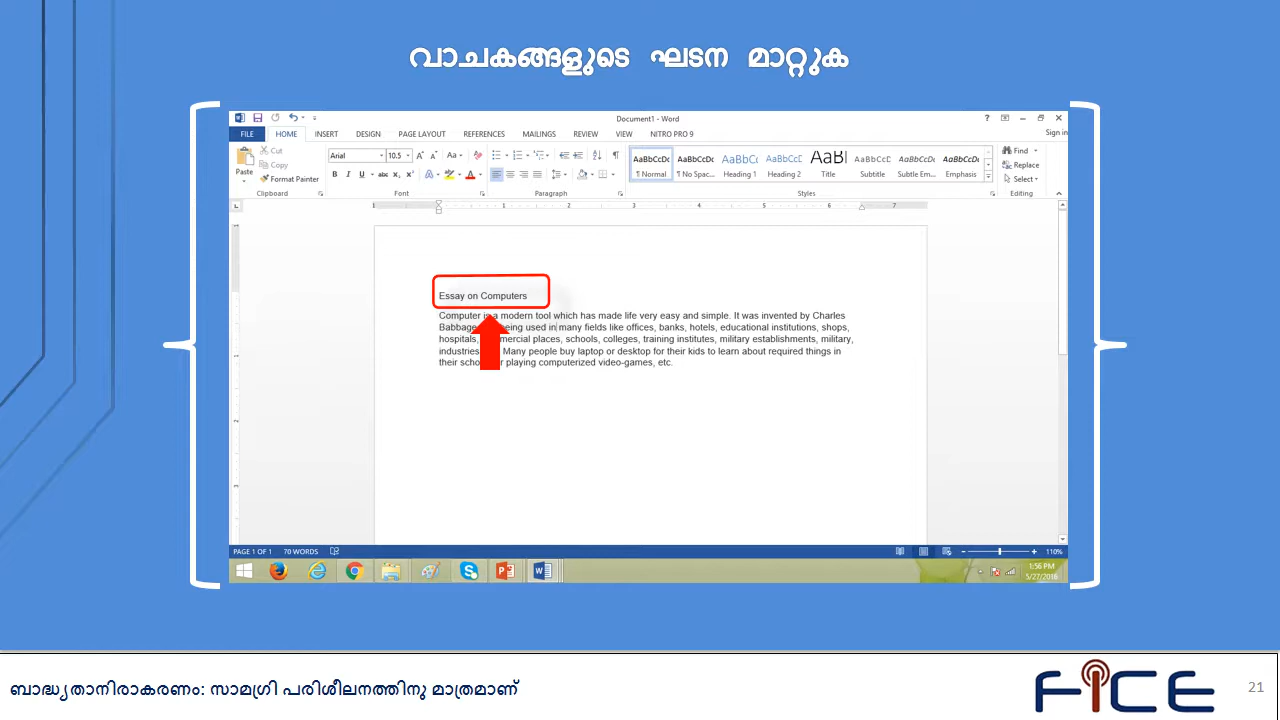 വാചകങ്ങളുടെ ഘടന മാറ്റുക
Document1 - Word
Sign in
FILE HOME INSERT DESIGN PAGE LAYOUT REFERENCES MAILINGS REVIEW VIEW NITRO PRO 9
Paste
Cut
Copy
Format Painter
Arial 10.5
AaBbCcDc AaBbCcDc AaBbCc AaBbCcD AaBl AaBbCcD AaBbCcDc AaBbCcDc
¶ Normal ¶ No Spac... Heading 1 Heading 2 Title Subtitle Subtle Em... Emphasis
Find
Replace
Select
Clipboard Font Paragraph Styles Editing
Essay on Computers
Computer is a modern tool which has made life very easy and simple. It was invented by Charles
Babbage being used in many fields like offices, banks, hotels, educational institutions, shops,
hospitals, mercial places, schools, colleges, training institutes, military establishments, military,
industries Many people buy laptop or desktop for their kids to learn about required things in
their scho r playing computerized video-games, etc.
PAGE 1 OF 1 70 WORDS 110%
1:56 PM
5/27/2016
ബാദ്ധ്യതാനിരാകരണം: സാമഗ്രി പരിശീലനത്തിനു മാത്രമാണ്
FICE
21